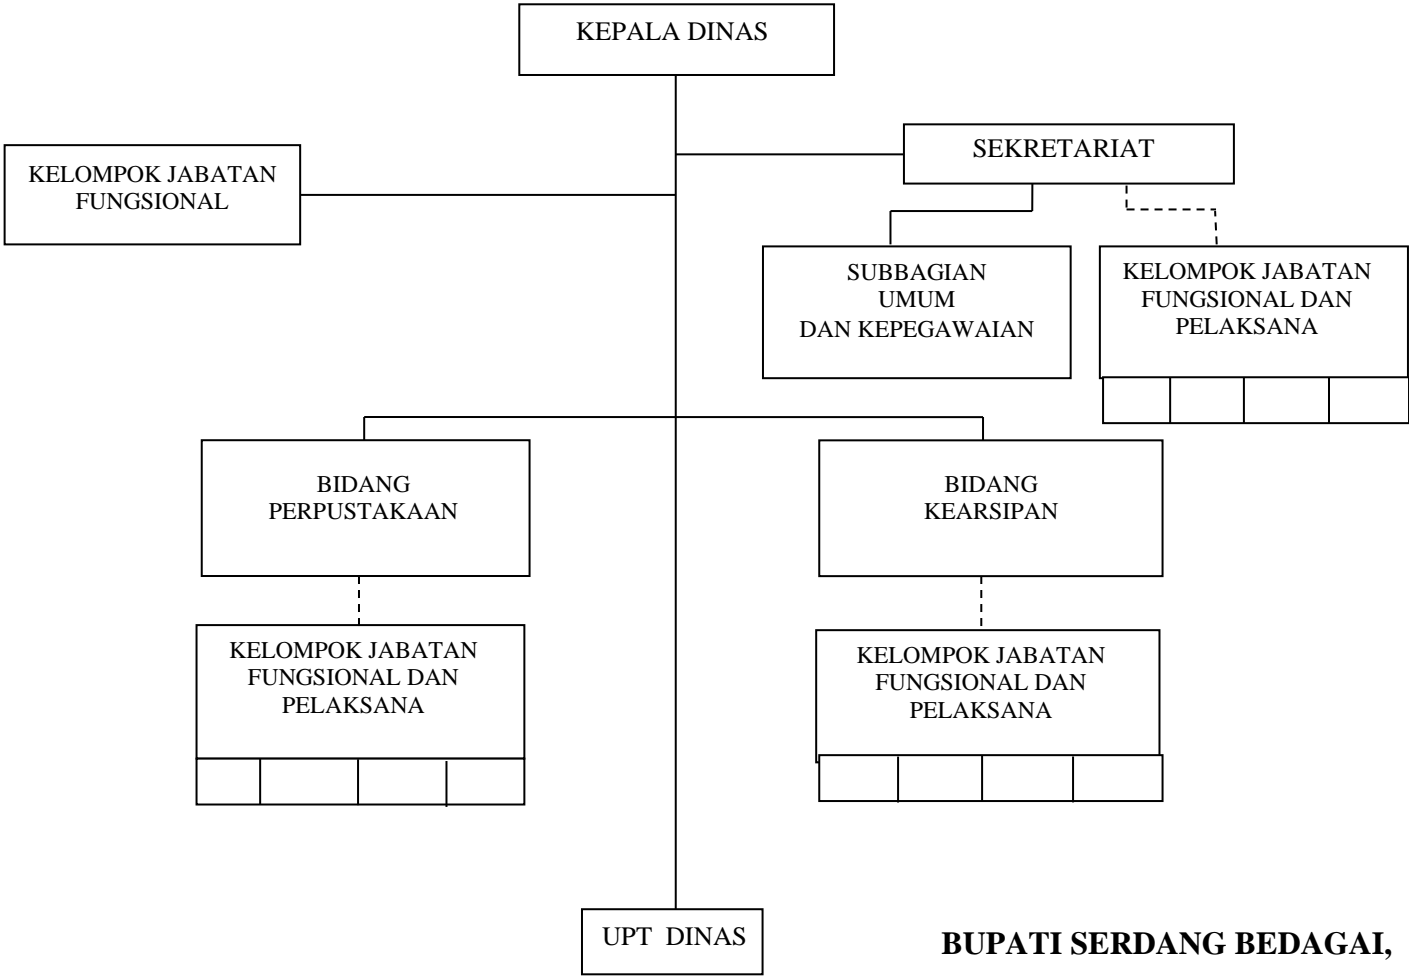 KEPALA DINAS
SEKRETARIAT
KELOMPOK JABATAN
FUNGSIONAL
SUBBAGIAN
UMUM
DAN KEPEGAWAIAN
KELOMPOK JABATAN
FUNGSIONAL DAN
PELAKSANA
BIDANG
PERPUSTAKAAN
BIDANG
KEARSIPAN
KELOMPOK JABATAN
FUNGSIONAL DAN
PELAKSANA
KELOMPOK JABATAN
FUNGSIONAL DAN
PELAKSANA
UPT DINAS
BUPATI SERDANG BEDAGAI,